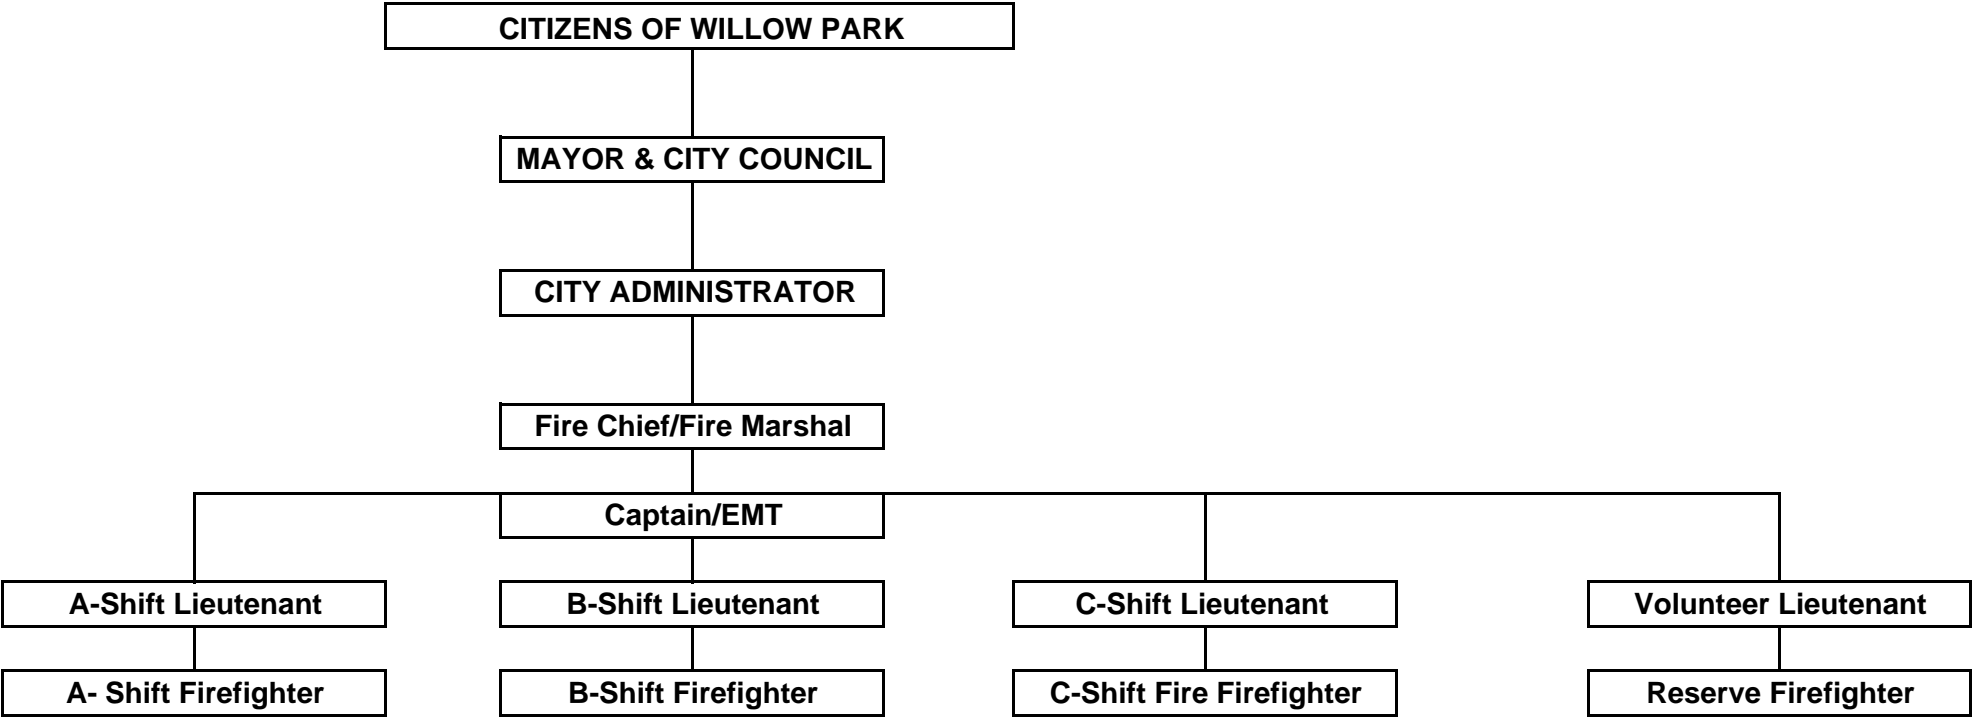 CITIZENS OF WILLOW PARK
MAYOR & CITY COUNCIL
CITY ADMINISTRATOR
Fire Chief/Fire Marshal
Captain/EMT
A-Shift Lieutenant
B-Shift Lieutenant
C-Shift Lieutenant
Volunteer Lieutenant
A- Shift Firefighter
B-Shift Firefighter
C-Shift Fire Firefighter
Reserve Firefighter